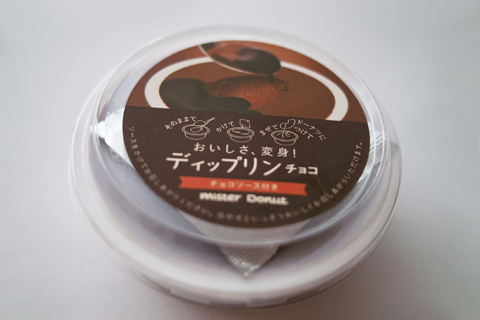 そのままで
かけて
まぜて
ドーナツに
つけて
おいしさ、変身!
ディップリン チョコ
チョコソース付き
mister Donut